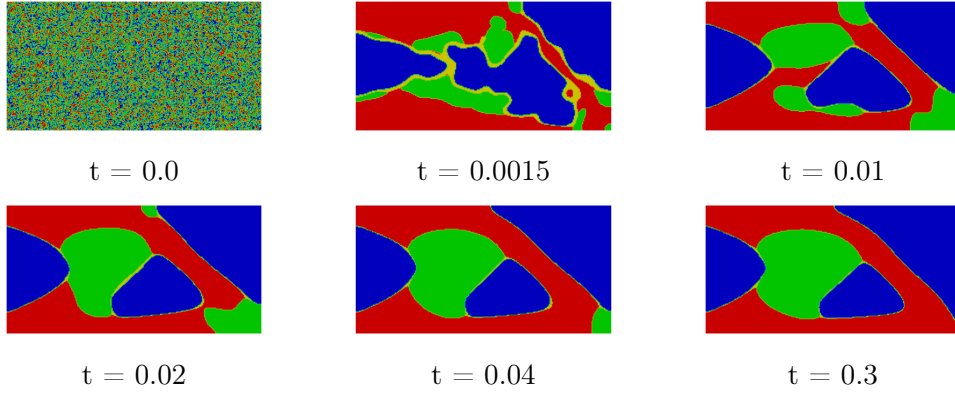 t = 0.0
t = 0.0015
t = 0.01
t = 0.02
t = 0.04
t = 0.3